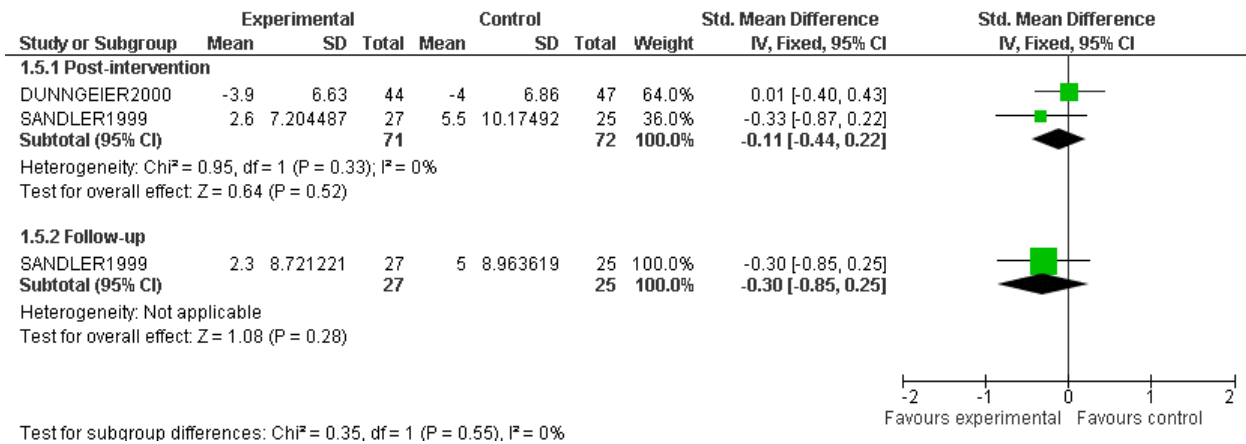 Experimental Control Std. Mean Difference Std. Mean Difference
Study or Subgroup Mean SD Total Mean SD Total Weight IV, Fixed, 95% CI IV, Fixed, 95% CI
1.5.1 Post-intervention
DUNNGEIER2000 -3.9 6.63 44 -4 6.86 47 64.0% 0.01 [-0.40, 0.43]
SANDLER1999 2.6 7.204487 27 5.5 10.17492 25 36.0% -0.33 [-0.87, 0.22]
Subtotal (95% CI) 71 72 100.0% -0.11 [-0.44, 0.22]
Heterogeneity: Chi² = 0.95, df = 1 (P = 0.33); I² = 0%
Test for overall effect: Z = 0.64 (P = 0.52)
1.5.2 Follow-up
SANDLER1999 2.3 8.721221 27 5 8.963619 25 100.0% -0.30 [-0.85, 0.25]
Subtotal (95% CI) 27 25 100.0% -0.30 [-0.85, 0.25]
Heterogeneity: Not applicable
Test for overall effect: Z = 1.08 (P = 0.28)
-2 -1 0 1 2
Favours experimental Favours control
Test for subgroup differences: Chi² = 0.35, df = 1 (P = 0.55), I² = 0%